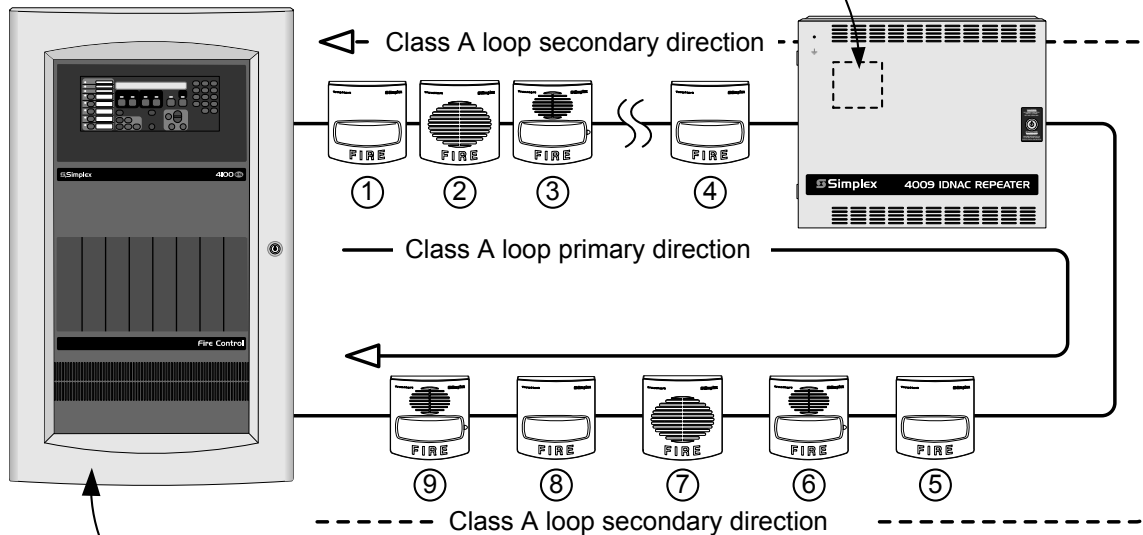 Class A loop secondary direction
FIRE
FIRE
FIRE
FIRE
1
2
3
4
Simplex
4100
Simplex 4009 IDNAC REPEATER
Class A loop primary direction
Fire Control
FIRE
FIRE
FIRE
FIRE
FIRE
9
8
7
6
5
Class A loop secondary direction